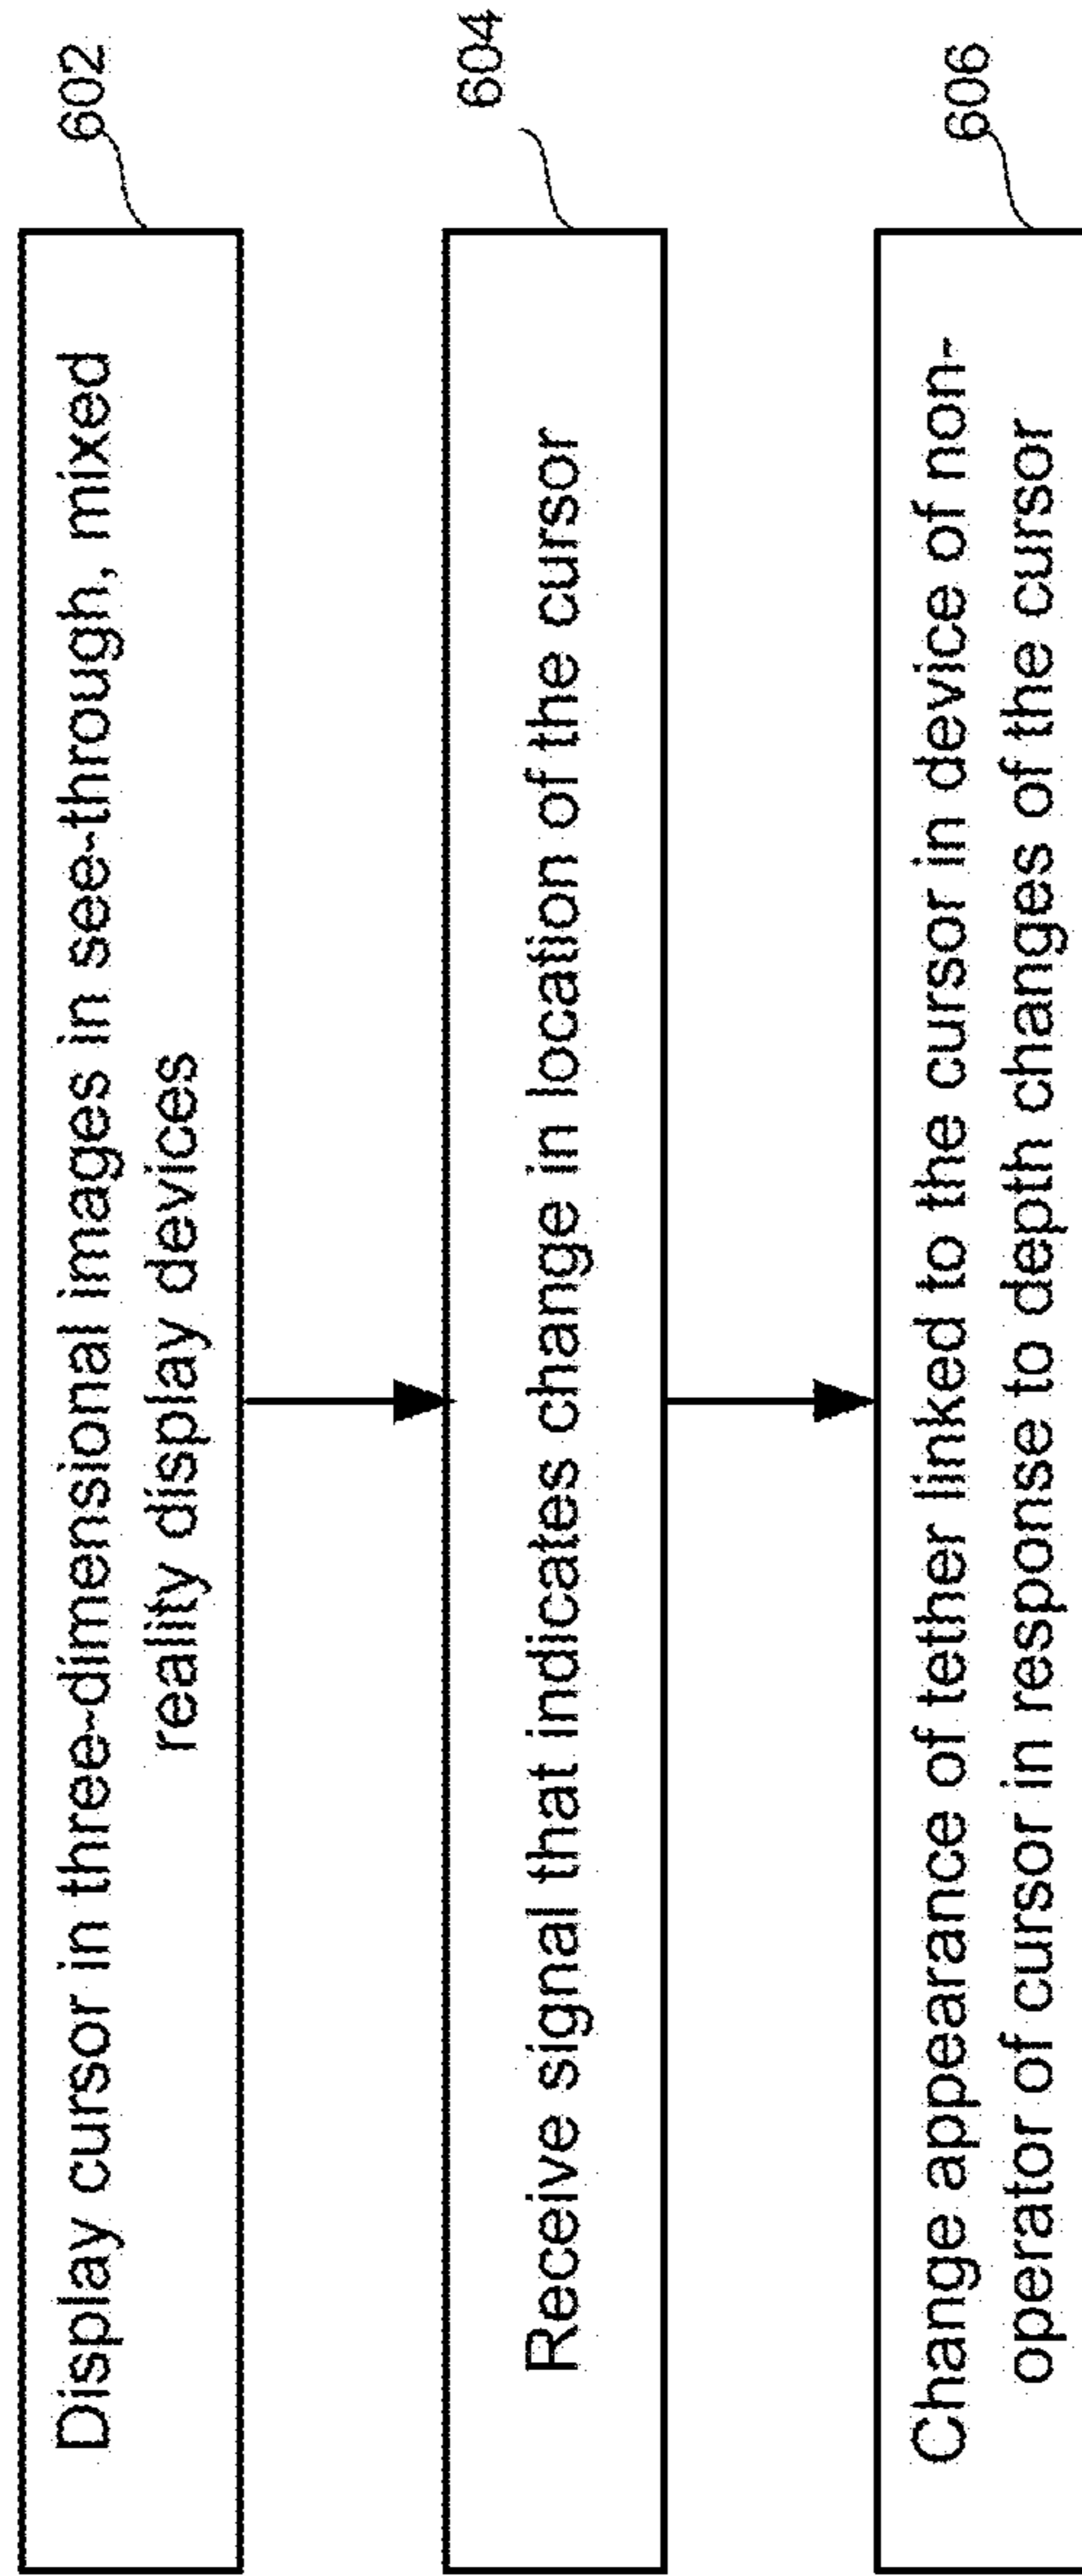 Display cursor in three-dimensional images in see-through, mixed
reality display devices
602
Receive signal that indicates change in location of the cursor
604
Change appearance of tether linked to the cursor in device of non-
operator of cursor in response to depth changes of the cursor
606